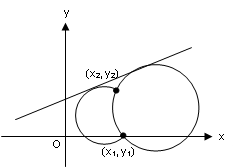 y
(x₂, y₂)
O
(x₁, y₁)
x